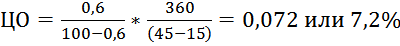 ЦО = 0,6/(100−0,6) * 360/(45−15) = 0,072 или 7,2%